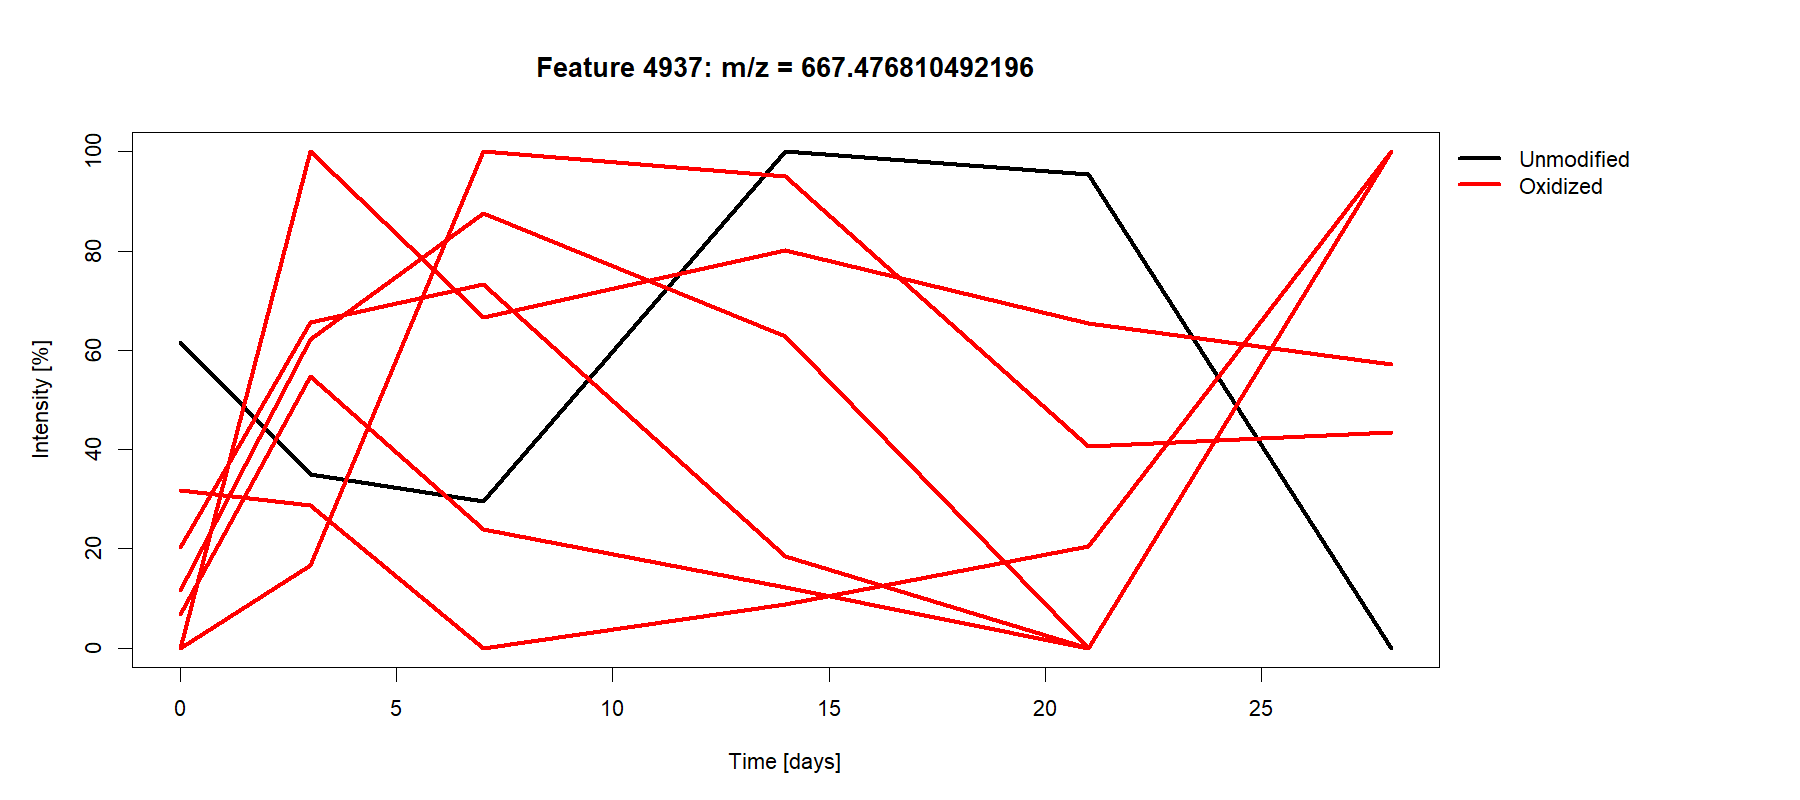 Feature 4937: m/z = 667.476810492196
Unmodified
Oxidized
Intensity [%]
100
80
60
40
20
0
0 5 10 15 20 25
Time [days]